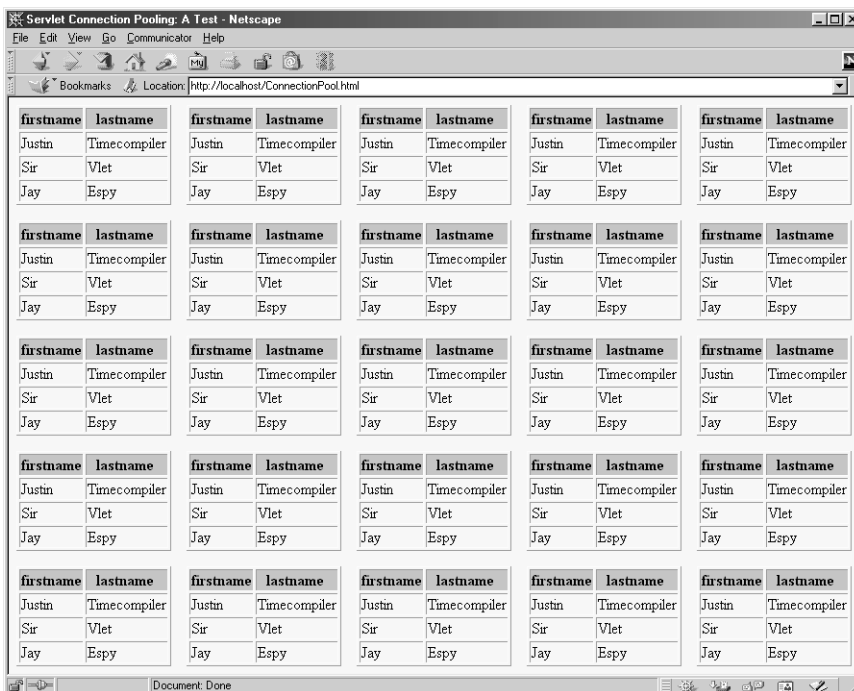 Servlet Connection Pooling: A Test - Netscape
File Edit View Go Communicator Help
My
Bookmarks Location: http://localhost/ConnectionPool.html
firstname lastname firstname lastname firstname lastname firstname lastname firstname lastname
Justin Timecompiler Justin Timecompiler Justin Timecompiler Justin Timecompiler Justin Timecompiler
Sir Vlet Sir Vlet Sir Vlet Sir Vlet Sir Vlet
Jay Espy Jay Espy Jay Espy Jay Espy Jay Espy
firstname lastname firstname lastname firstname lastname firstname lastname firstname lastname
Justin Timecompiler Justin Timecompiler Justin Timecompiler Justin Timecompiler Justin Timecompiler
Sir Vlet Sir Vlet Sir Vlet Sir Vlet Sir Vlet
Jay Espy Jay Espy Jay Espy Jay Espy Jay Espy
firstname lastname firstname lastname firstname lastname firstname lastname firstname lastname
Justin Timecompiler Justin Timecompiler Justin Timecompiler Justin Timecompiler Justin Timecompiler
Sir Vlet Sir Vlet Sir Vlet Sir Vlet Sir Vlet
Jay Espy Jay Espy Jay Espy Jay Espy Jay Espy
firstname lastname firstname lastname firstname lastname firstname lastname firstname lastname
Justin Timecompiler Justin Timecompiler Justin Timecompiler Justin Timecompiler Justin Timecompiler
Sir Vlet Sir Vlet Sir Vlet Sir Vlet Sir Vlet
Jay Espy Jay Espy Jay Espy Jay Espy Jay Espy
firstname lastname firstname lastname firstname lastname firstname lastname firstname lastname
Justin Timecompiler Justin Timecompiler Justin Timecompiler Justin Timecompiler Justin Timecompiler
Sir Vlet Sir Vlet Sir Vlet Sir Vlet Sir Vlet
Jay Espy Jay Espy Jay Espy Jay Espy Jay Espy
Document: Done